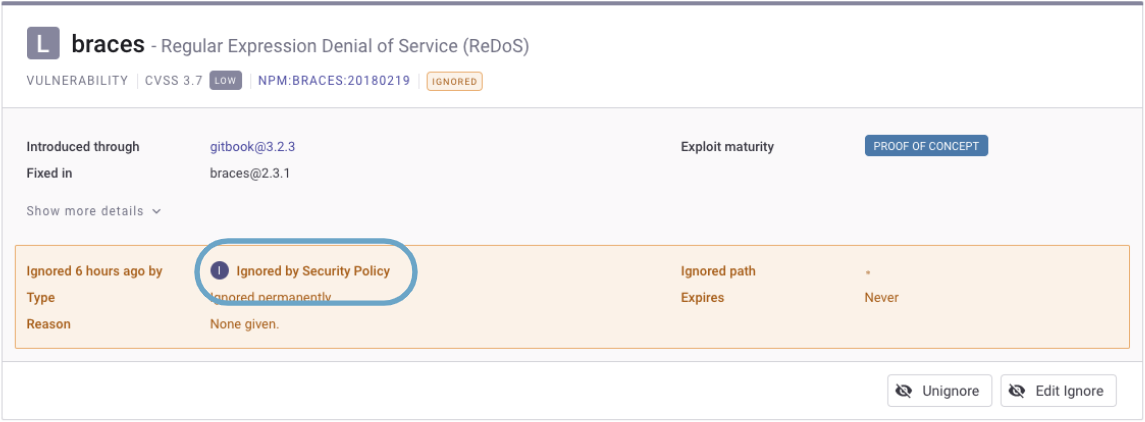 L braces - Regular Expression Denial of Service (ReDoS)
VULNERABILITY CVSS 3.7 LOW NPM:BRACES:20180219 IGNORED
Introduced through gitbook@3.2.3 Exploit maturity PROOF OF CONCEPT
Fixed in braces@2.3.1
Show more details
Ignored 6 hours ago by I Ignored by Security Policy Ignored path *
Type Ignored permanently Expires Never
Reason None given.
Unignore Edit Ignore